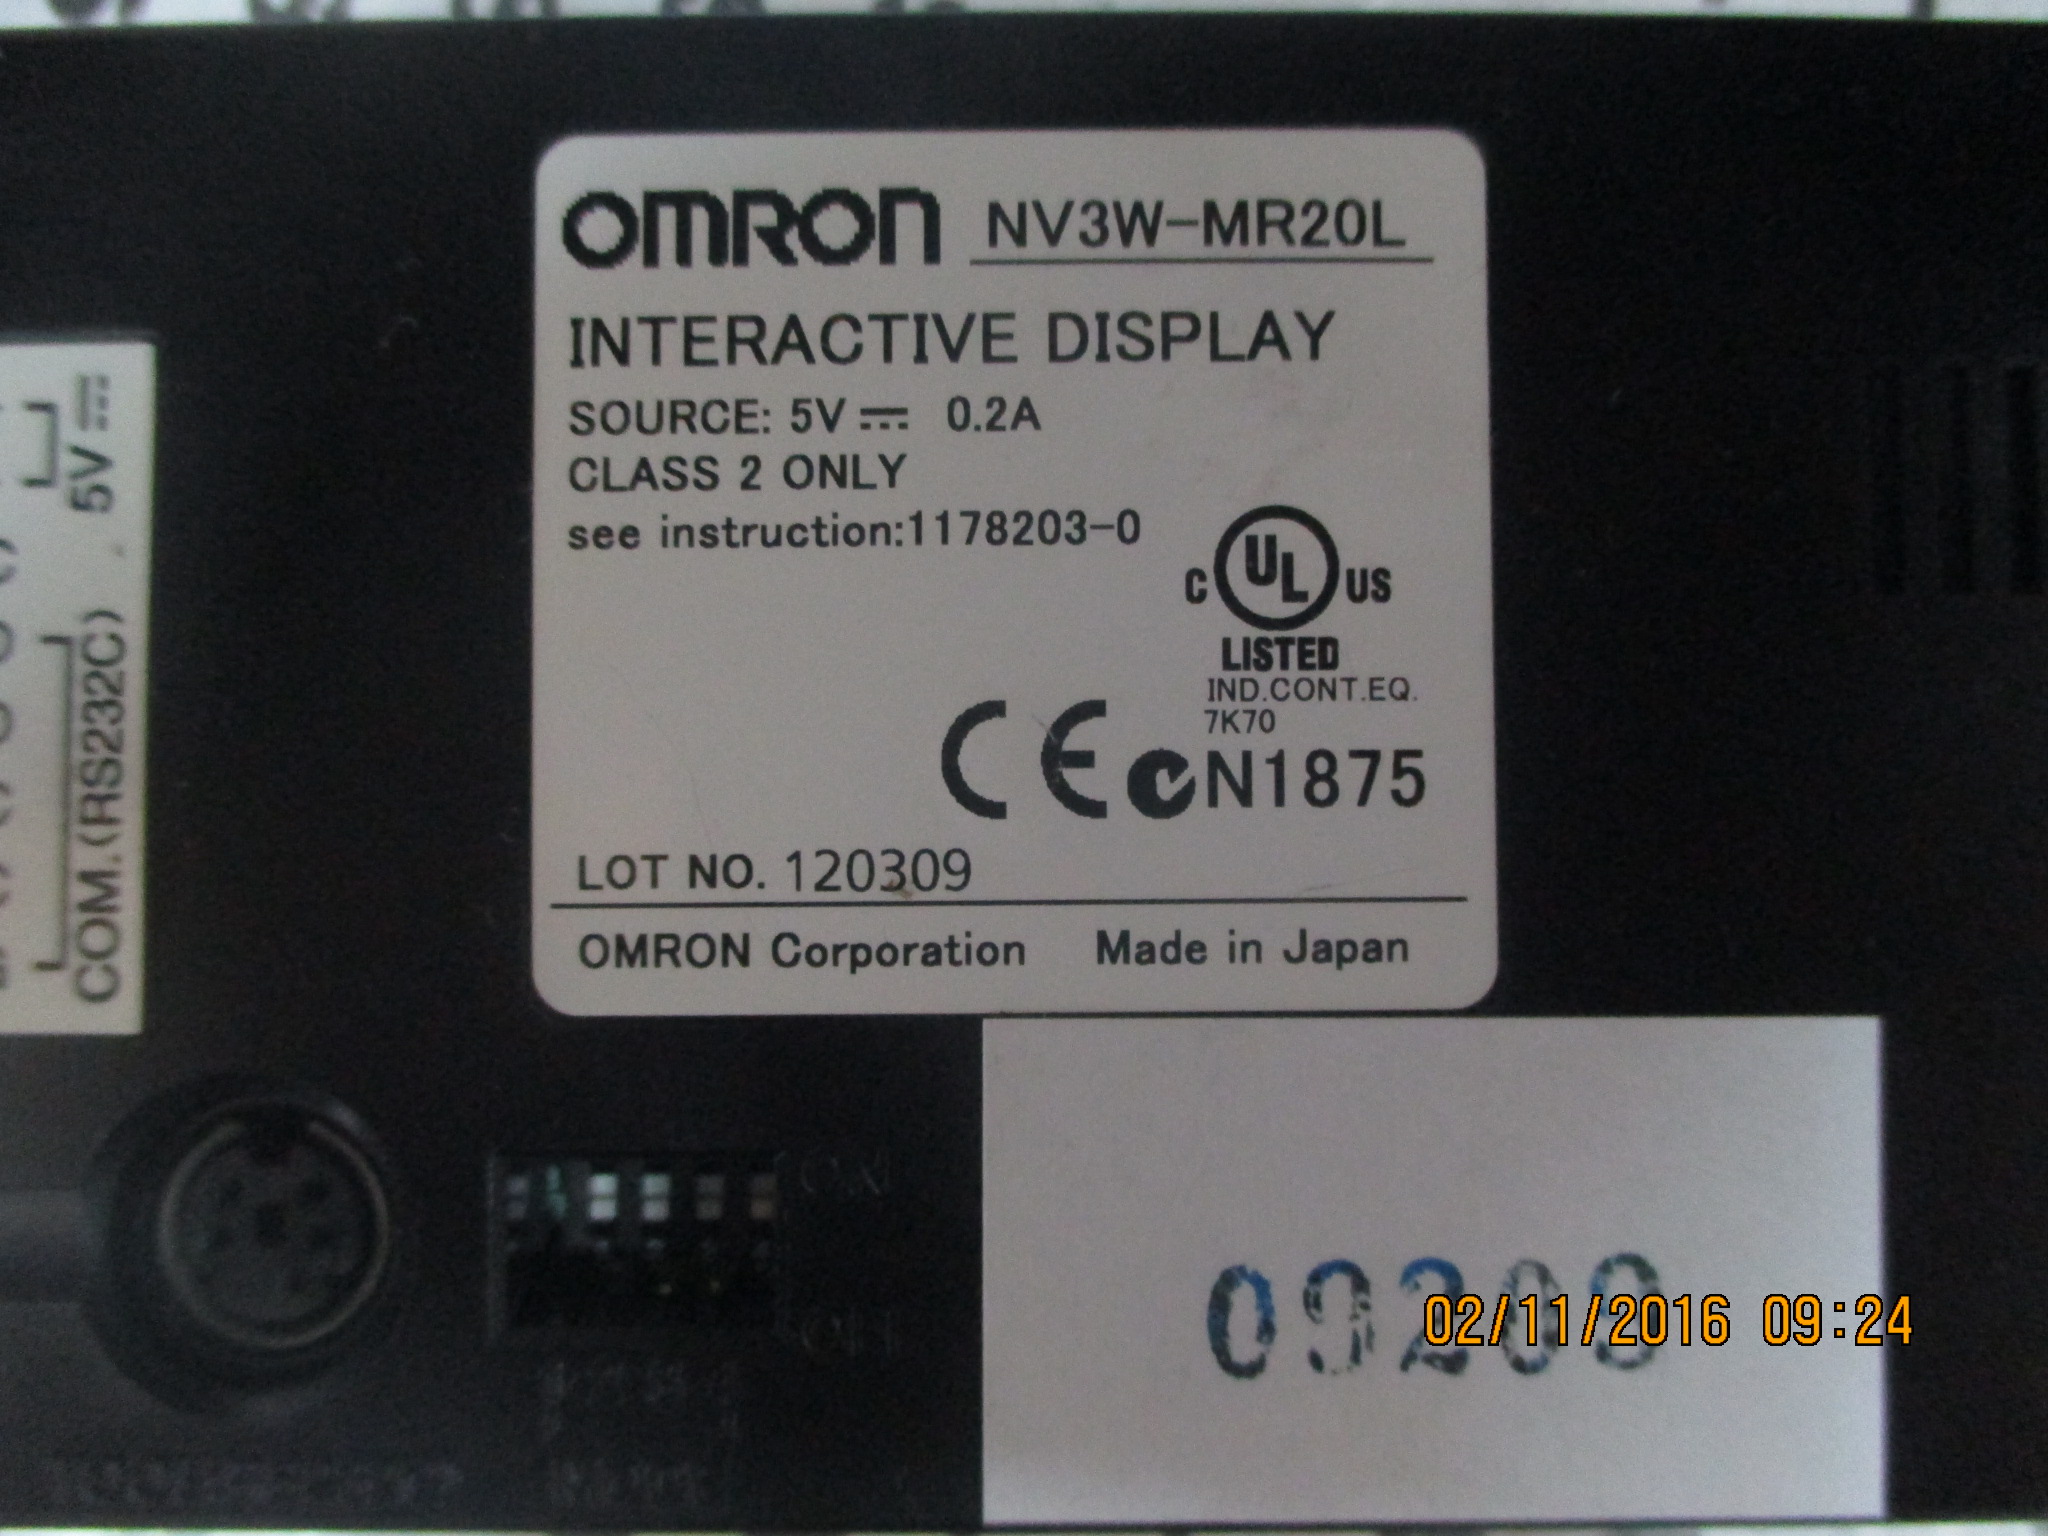 OMRON NV3W-MR20L
INTERACTIVE DISPLAY
SOURCE: 5V⎓ 0.2A
CLASS 2 ONLY
see instruction:1178203-0
C UL US
LISTED
IND.CONT.EQ.
7K70
CE N1875
LOT NO. 120309
OMRON Corporation Made in Japan
5V⎓
COM.(RS232C)
ON
OFF
02/11/2016 09:24